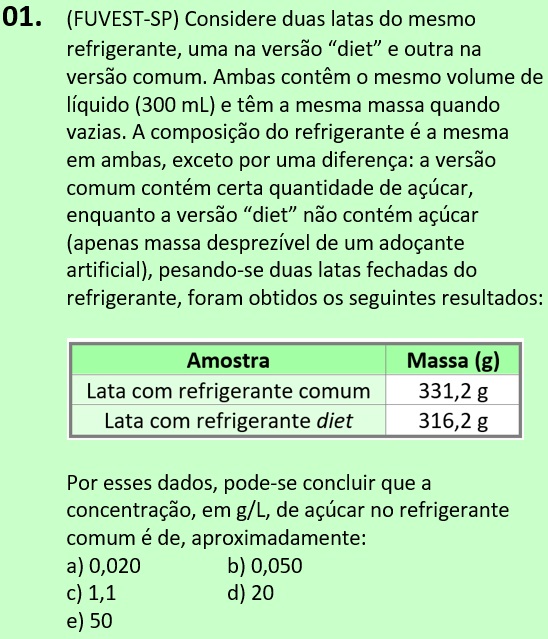 01. (FUVEST-SP) Considere duas latas do mesmo
refrigerante, uma na versão “diet” e outra na
versão comum. Ambas contêm o mesmo volume de
líquido (300 mL) e têm a mesma massa quando
vazias. A composição do refrigerante é a mesma
em ambas, exceto por uma diferença: a versão
comum contém certa quantidade de açúcar,
enquanto a versão “diet” não contém açúcar
(apenas massa desprezível de um adoçante
artificial), pesando-se duas latas fechadas do
refrigerante, foram obtidos os seguintes resultados:
Amostra Massa (g)
Lata com refrigerante comum 331,2 g
Lata com refrigerante diet 316,2 g
Por esses dados, pode-se concluir que a
concentração, em g/L, de açúcar no refrigerante
comum é de, aproximadamente:
a) 0,020 b) 0,050
c) 1,1 d) 20
e) 50